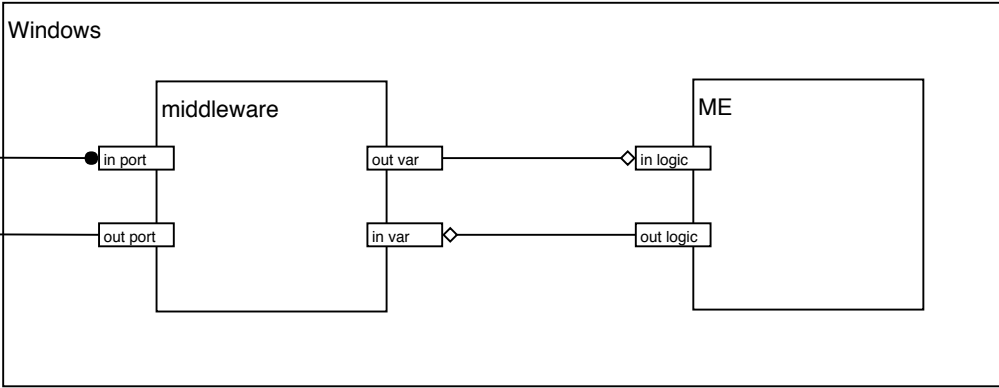 Windows
middleware
ME
in port
out var
in logic
out port
in var
out logic